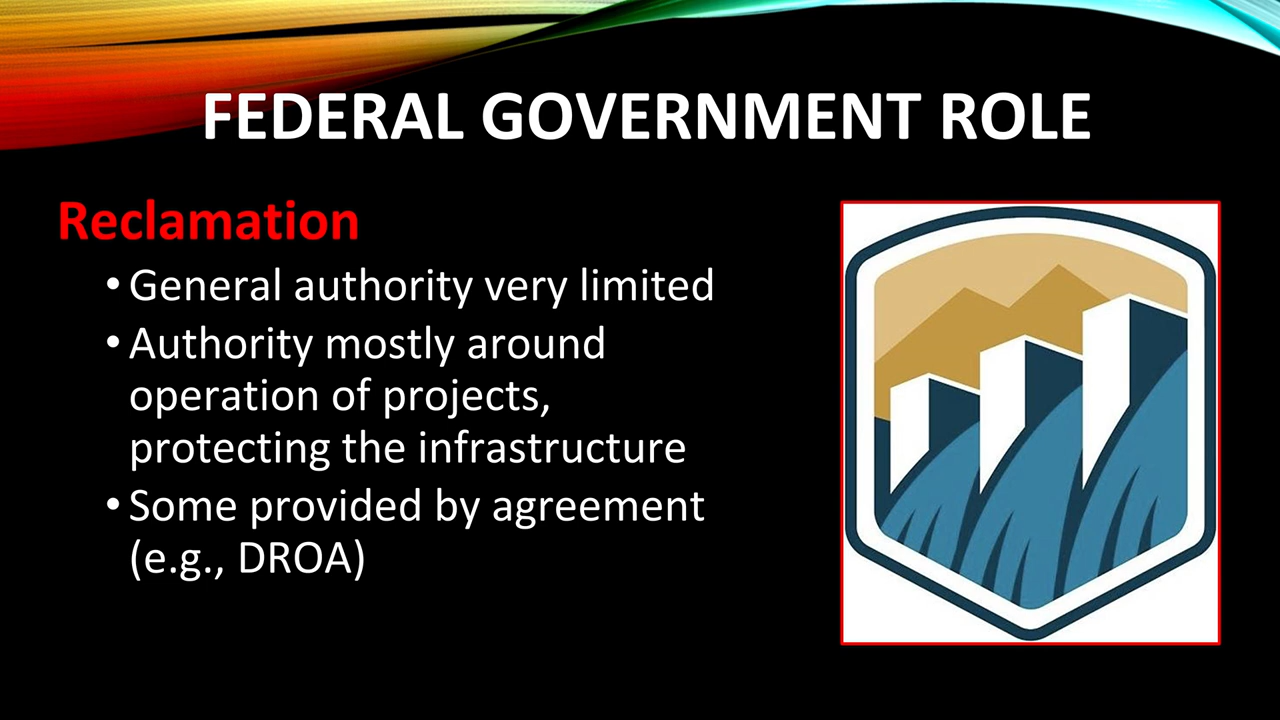 FEDERAL GOVERNMENT ROLE
Reclamation
• General authority very limited
• Authority mostly around
operation of projects,
protecting the infrastructure
• Some provided by agreement
(e.g., DROA)